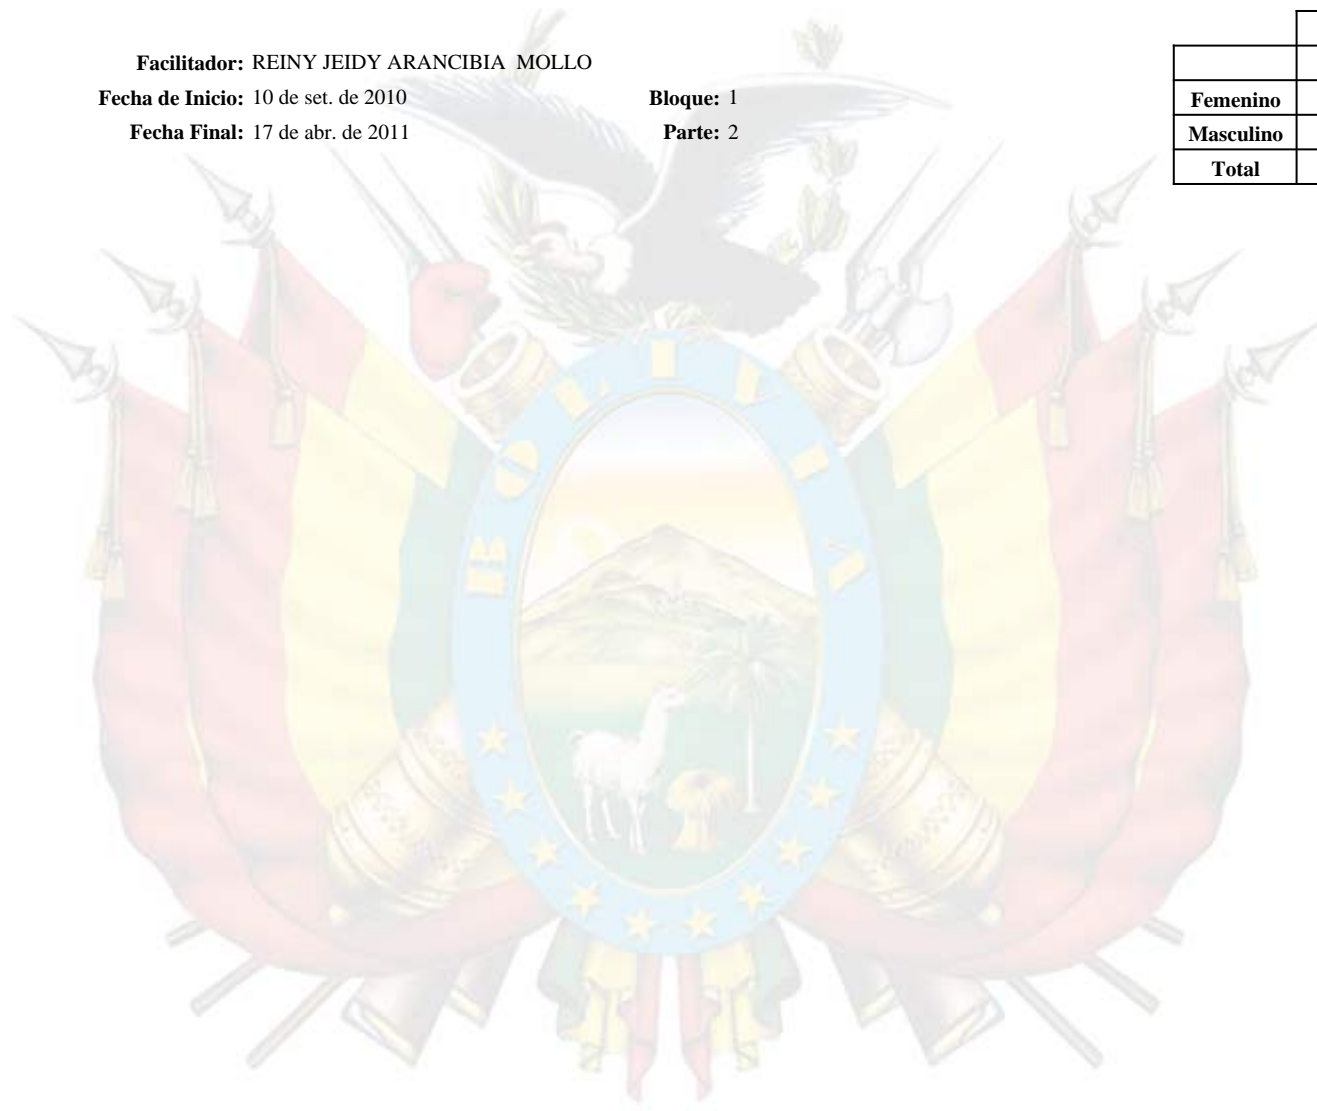 Facilitador: REINY JEIDY ARANCIBIA MOLLO
Fecha de Inicio: 10 de set. de 2010 Bloque: 1
Fecha Final: 17 de abr. de 2011 Parte: 2
Femenino
Masculino
Total
BOLIVIA